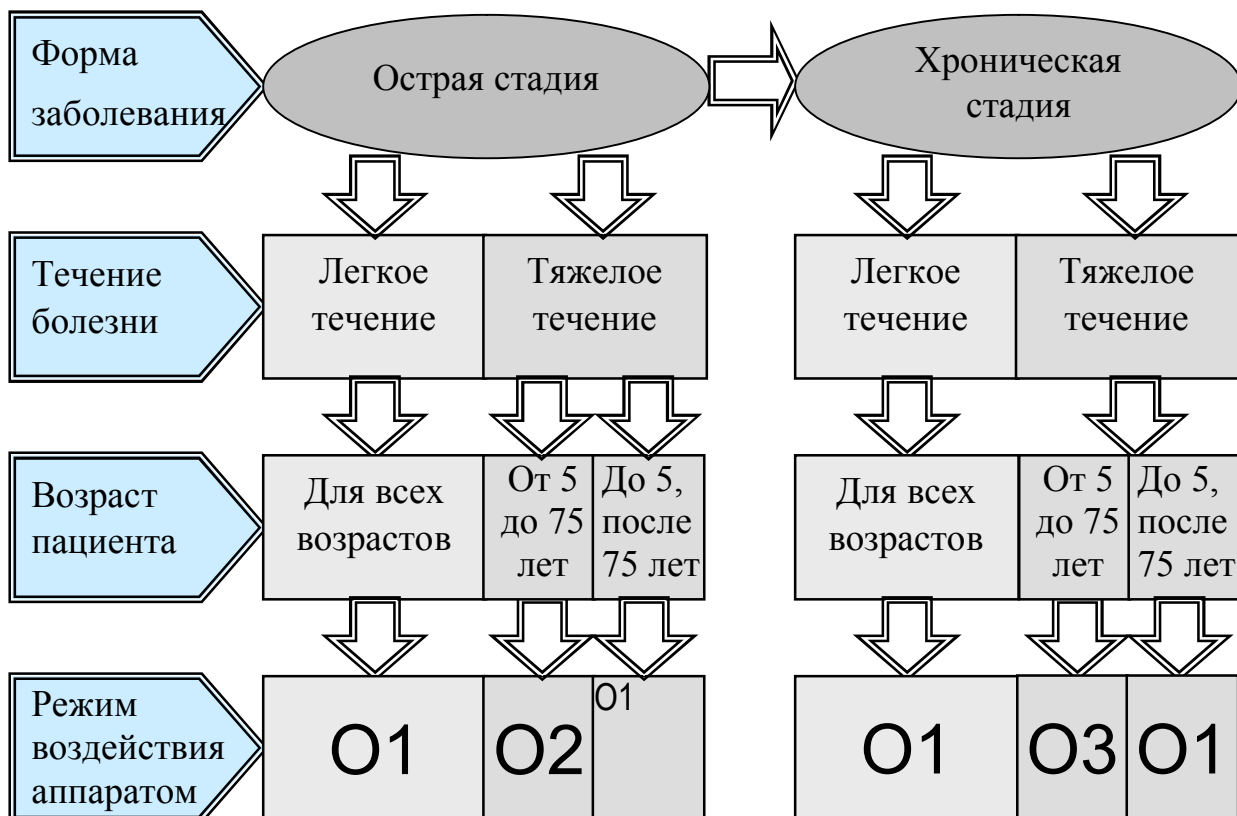 Форма
заболевания
Острая стадия
Хроническая
стадия
Течение
болезни
Легкое
течение
Тяжелое
течение
Легкое
течение
Тяжелое
течение
Возраст
пациента
Для всех
возрастов
От 5
до 75
лет
До 5,
после
75 лет
Для всех
возрастов
От 5
до 75
лет
До 5,
после
75 лет
Режим
воздействия
аппаратом
О1
О2
О1
О1
О3
О1